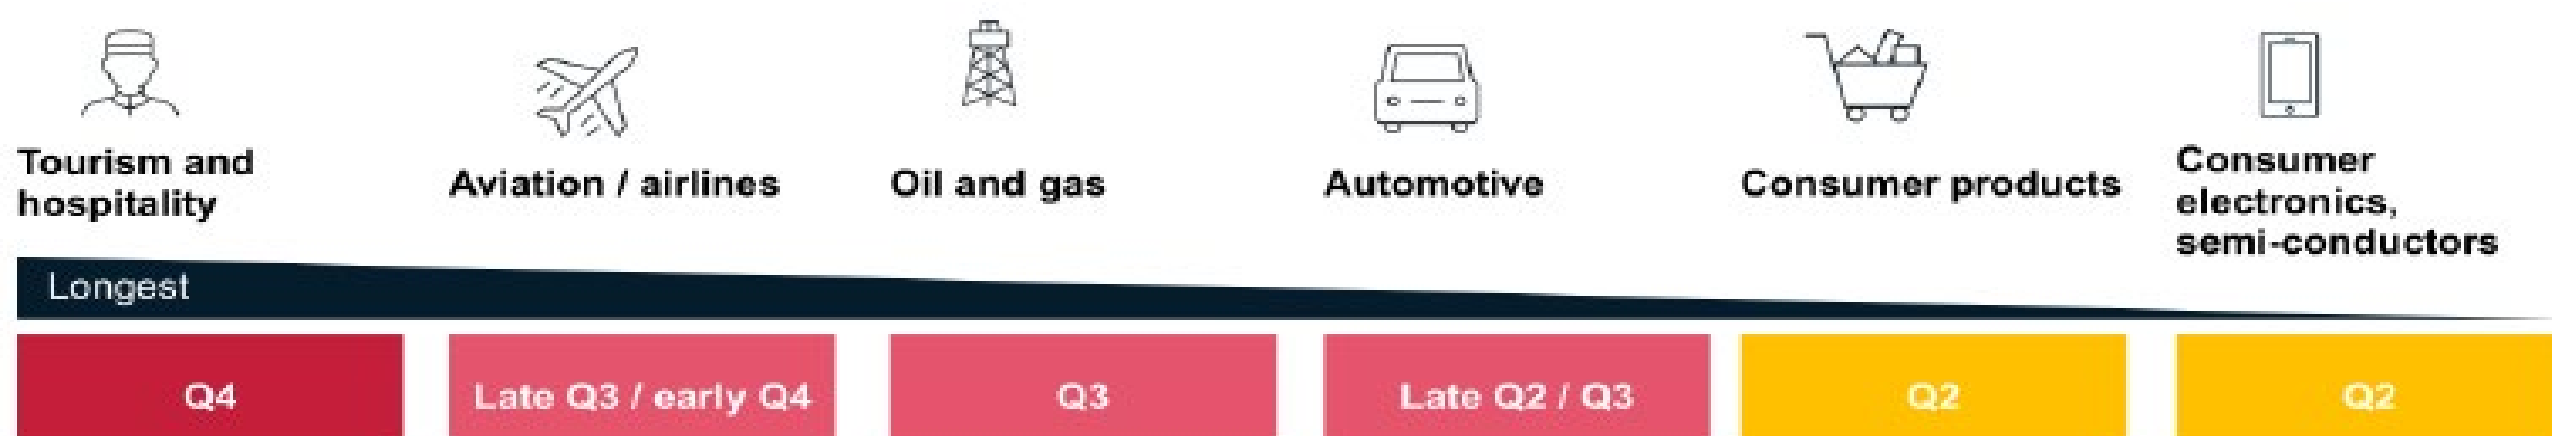 Tourism and
hospitality
Aviation / airlines
Oil and gas
Automotive
Consumer products
Consumer
electronics,
semi-conductors
Longest
Q4
Late Q3 / early Q4
Q3
Late Q2 / Q3
Q2
Q2